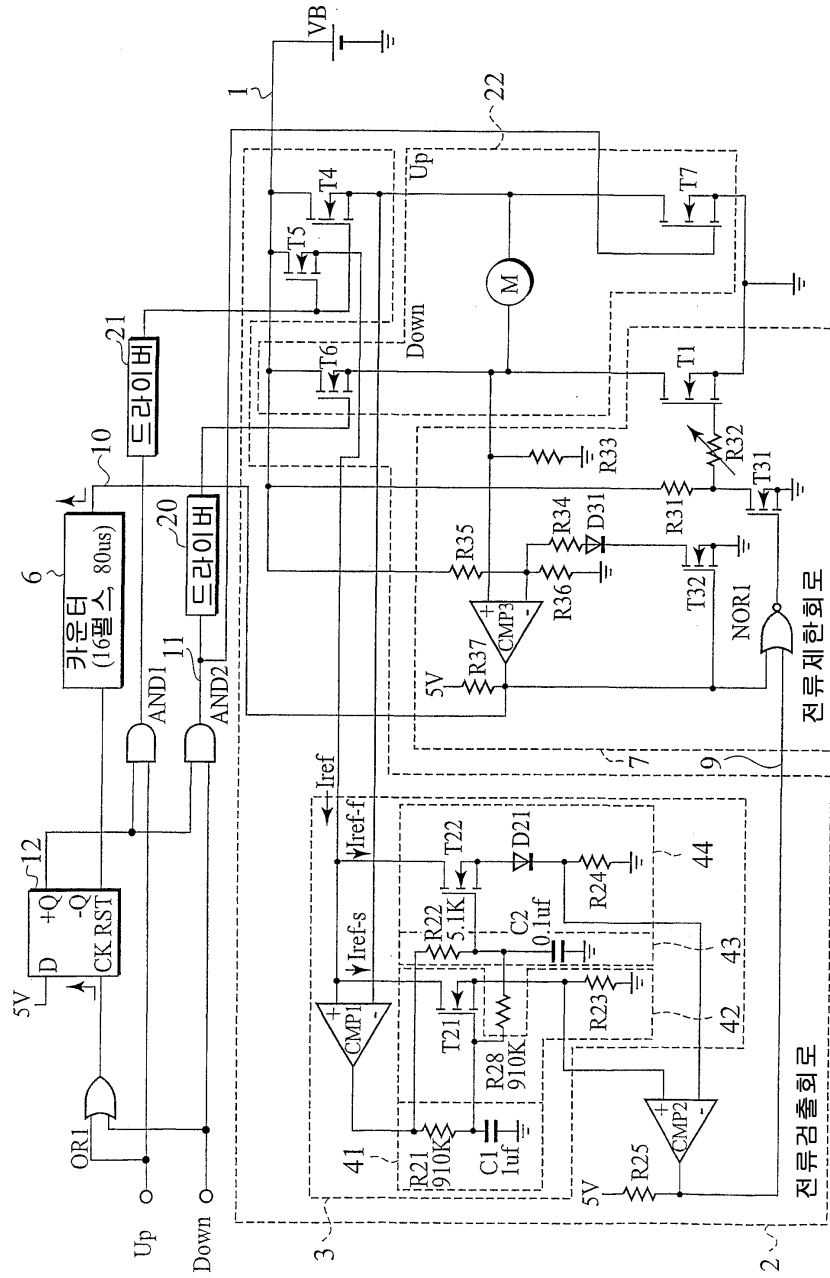 Up
Down
OR1
5V
12
D +Q
-Q
CK RST
AND1
AND2
11
6
카운터
(16펄스 80us)
10
21
드라이버
20
드라이버
1
VB
22
Up
Down
T4
T5
T6
T7
T1
M
Iref
Iref-s
Iref-f
CMP1
+
-
T21
T22
R22
5.1K
D21
R24
C2
0.1uf
R28
910K
R23
R21
910K
C1
1uf
41
42
43
44
3
2
5V
R25
CMP2
+
-
전류검출회로
7
9
5V
R37
CMP3
+
-
R35
R36
R34
D31
R33
R31
R32
T31
T32
NOR1
전류제한회로